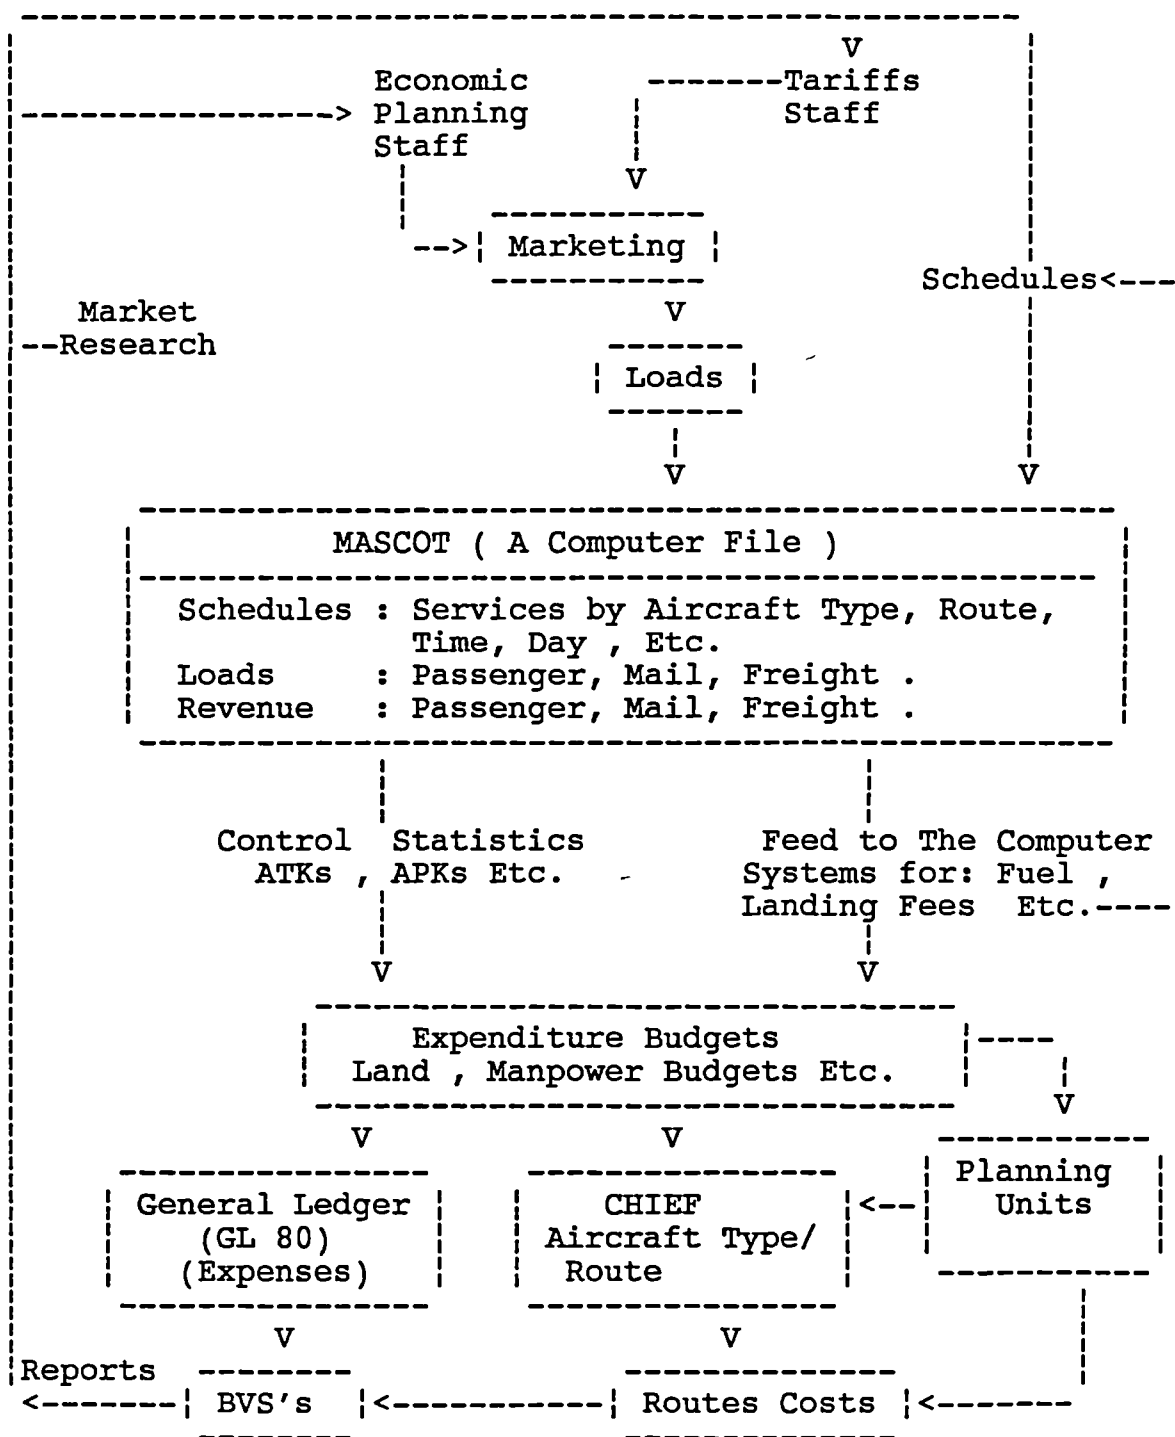 Economic
Planning
Staff
Tariffs
Staff
Marketing
Schedules
Market
Research
Loads
MASCOT ( A Computer File )
Schedules : Services by Aircraft Type, Route,
Time, Day , Etc.
Loads : Passenger, Mail, Freight .
Revenue : Passenger, Mail, Freight .
Control Statistics
ATKs , APKs Etc.
Feed to The Computer
Systems for: Fuel ,
Landing Fees Etc.
Expenditure Budgets
Land , Manpower Budgets Etc.
General Ledger
(GL 80)
(Expenses)
CHIEF
Aircraft Type/
Route
Planning
Units
Reports
BVS's
Routes Costs